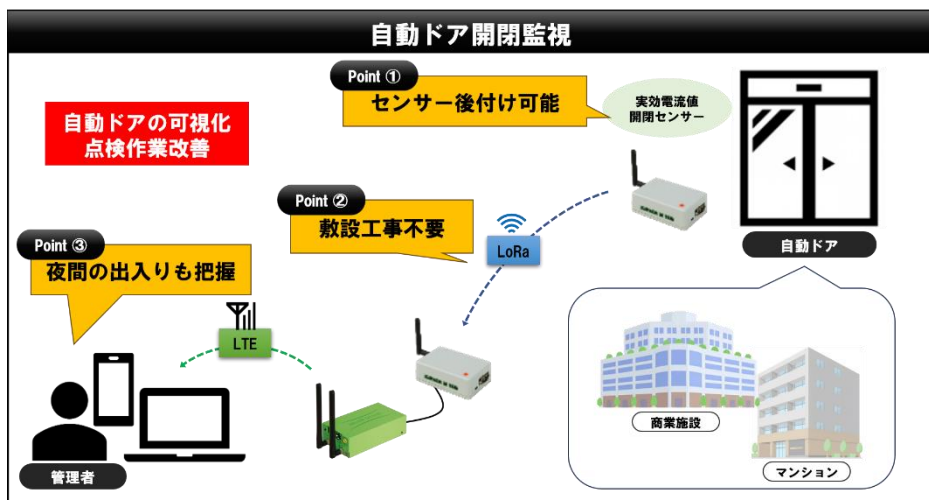 自動ドア開閉監視
Point ①
センサー後付け可能
実効電流値
開閉センサー
自動ドアの可視化
点検作業改善
Point ②
敷設工事不要
LoRa
自動ドア
Point ③
夜間の出入りも把握
LTE
商業施設
マンション
管理者